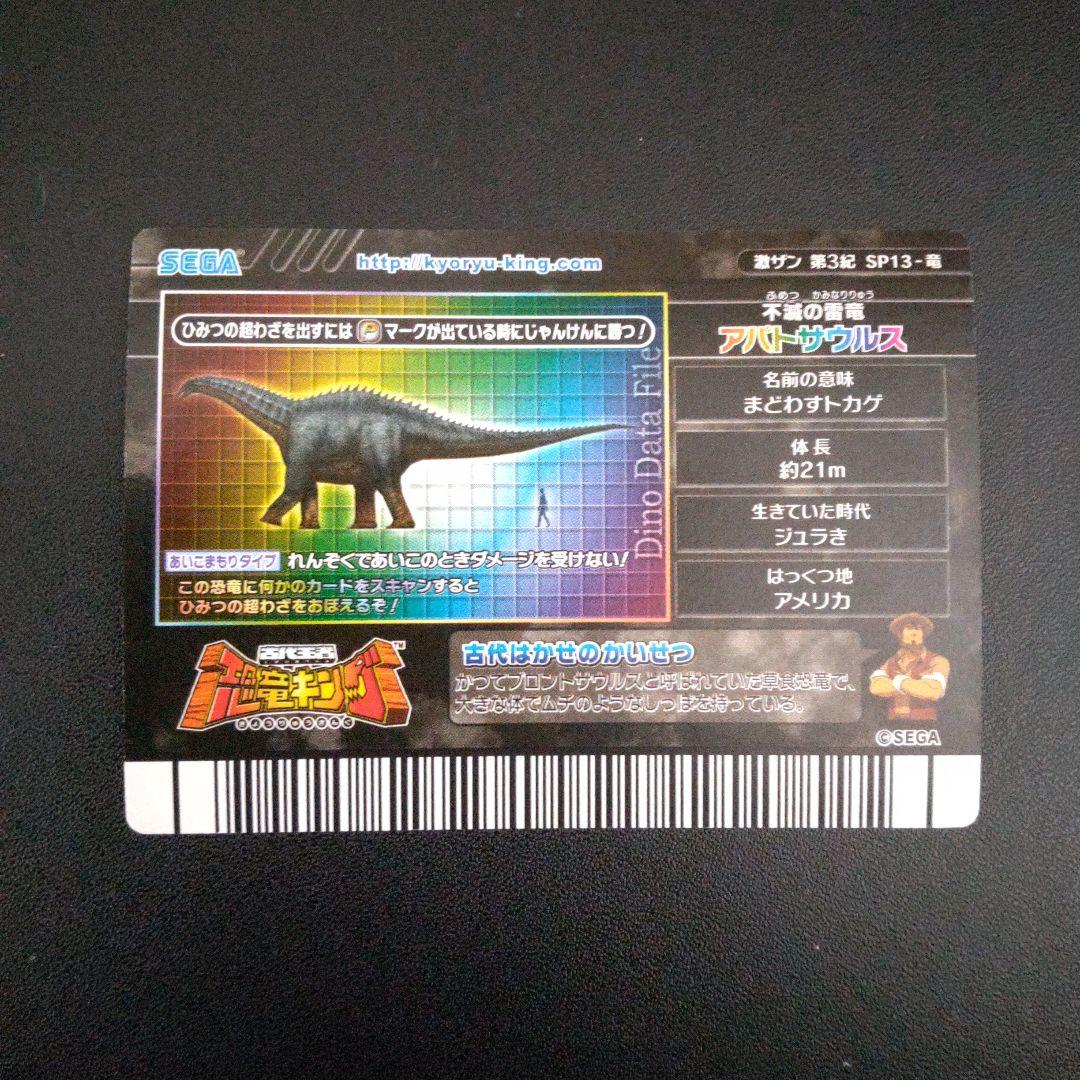 SEGA
http://kyoryu-king.com
激ザン 第3紀 SP13-竜
ひみつの超わざを出すには マークが出ている時にじゃんけんに勝つ!
Dino Data File
あいこまもりタイプ れんぞくであいこのときダメージを受けない!
この恐竜に何かのカードをスキャンすると
ひみつの超わざをおぼえるぞ!
ふめつ かみなりりゅう
不滅の雷竜
アパトサウルス
名前の意味
まどわすトカゲ
体長
約21m
生きていた時代
ジュラき
はっくつ地
アメリカ
古代王者
恐竜キング
きょうりゅうきんぐ
TM
古代はかせのかいせつ
かつてブロントサウルスと呼ばれていた草食恐竜で、
大きな体でムチのようなしっぽを持っている。
©SEGA